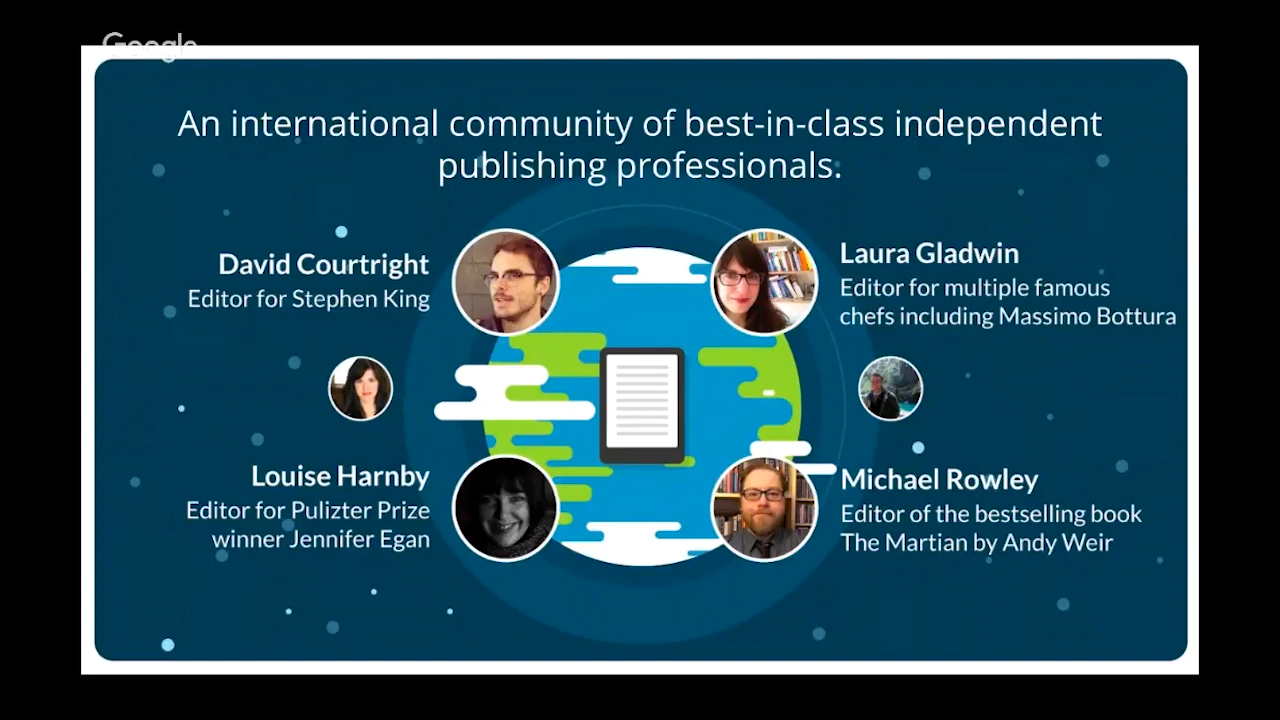 Google
An international community of best-in-class independent
publishing professionals.
David Courtright
Editor for Stephen King
Laura Gladwin
Editor for multiple famous
chefs including Massimo Bottura
Louise Harnby
Editor for Pulizter Prize
winner Jennifer Egan
Michael Rowley
Editor of the bestselling book
The Martian by Andy Weir